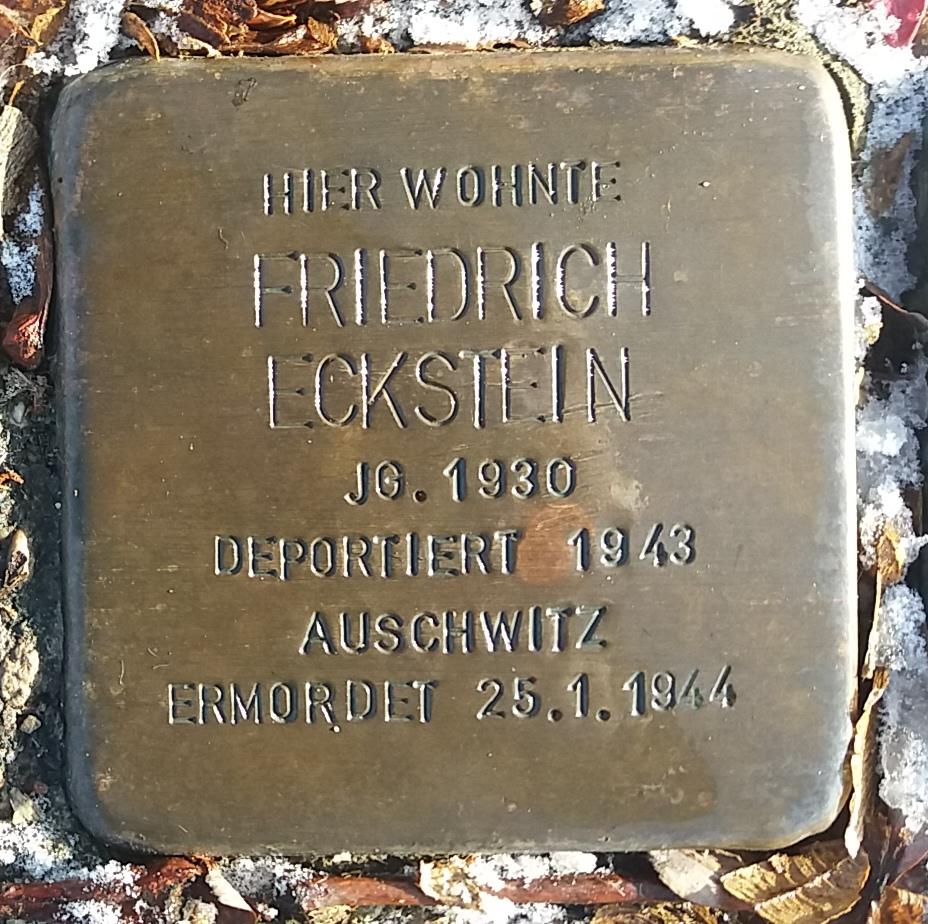 HIER WOHNTE
FRIEDRICH
ECKSTEIN
JG. 1930
DEPORTIERT 1943
AUSCHWITZ
ERMORDET 25.1.1944